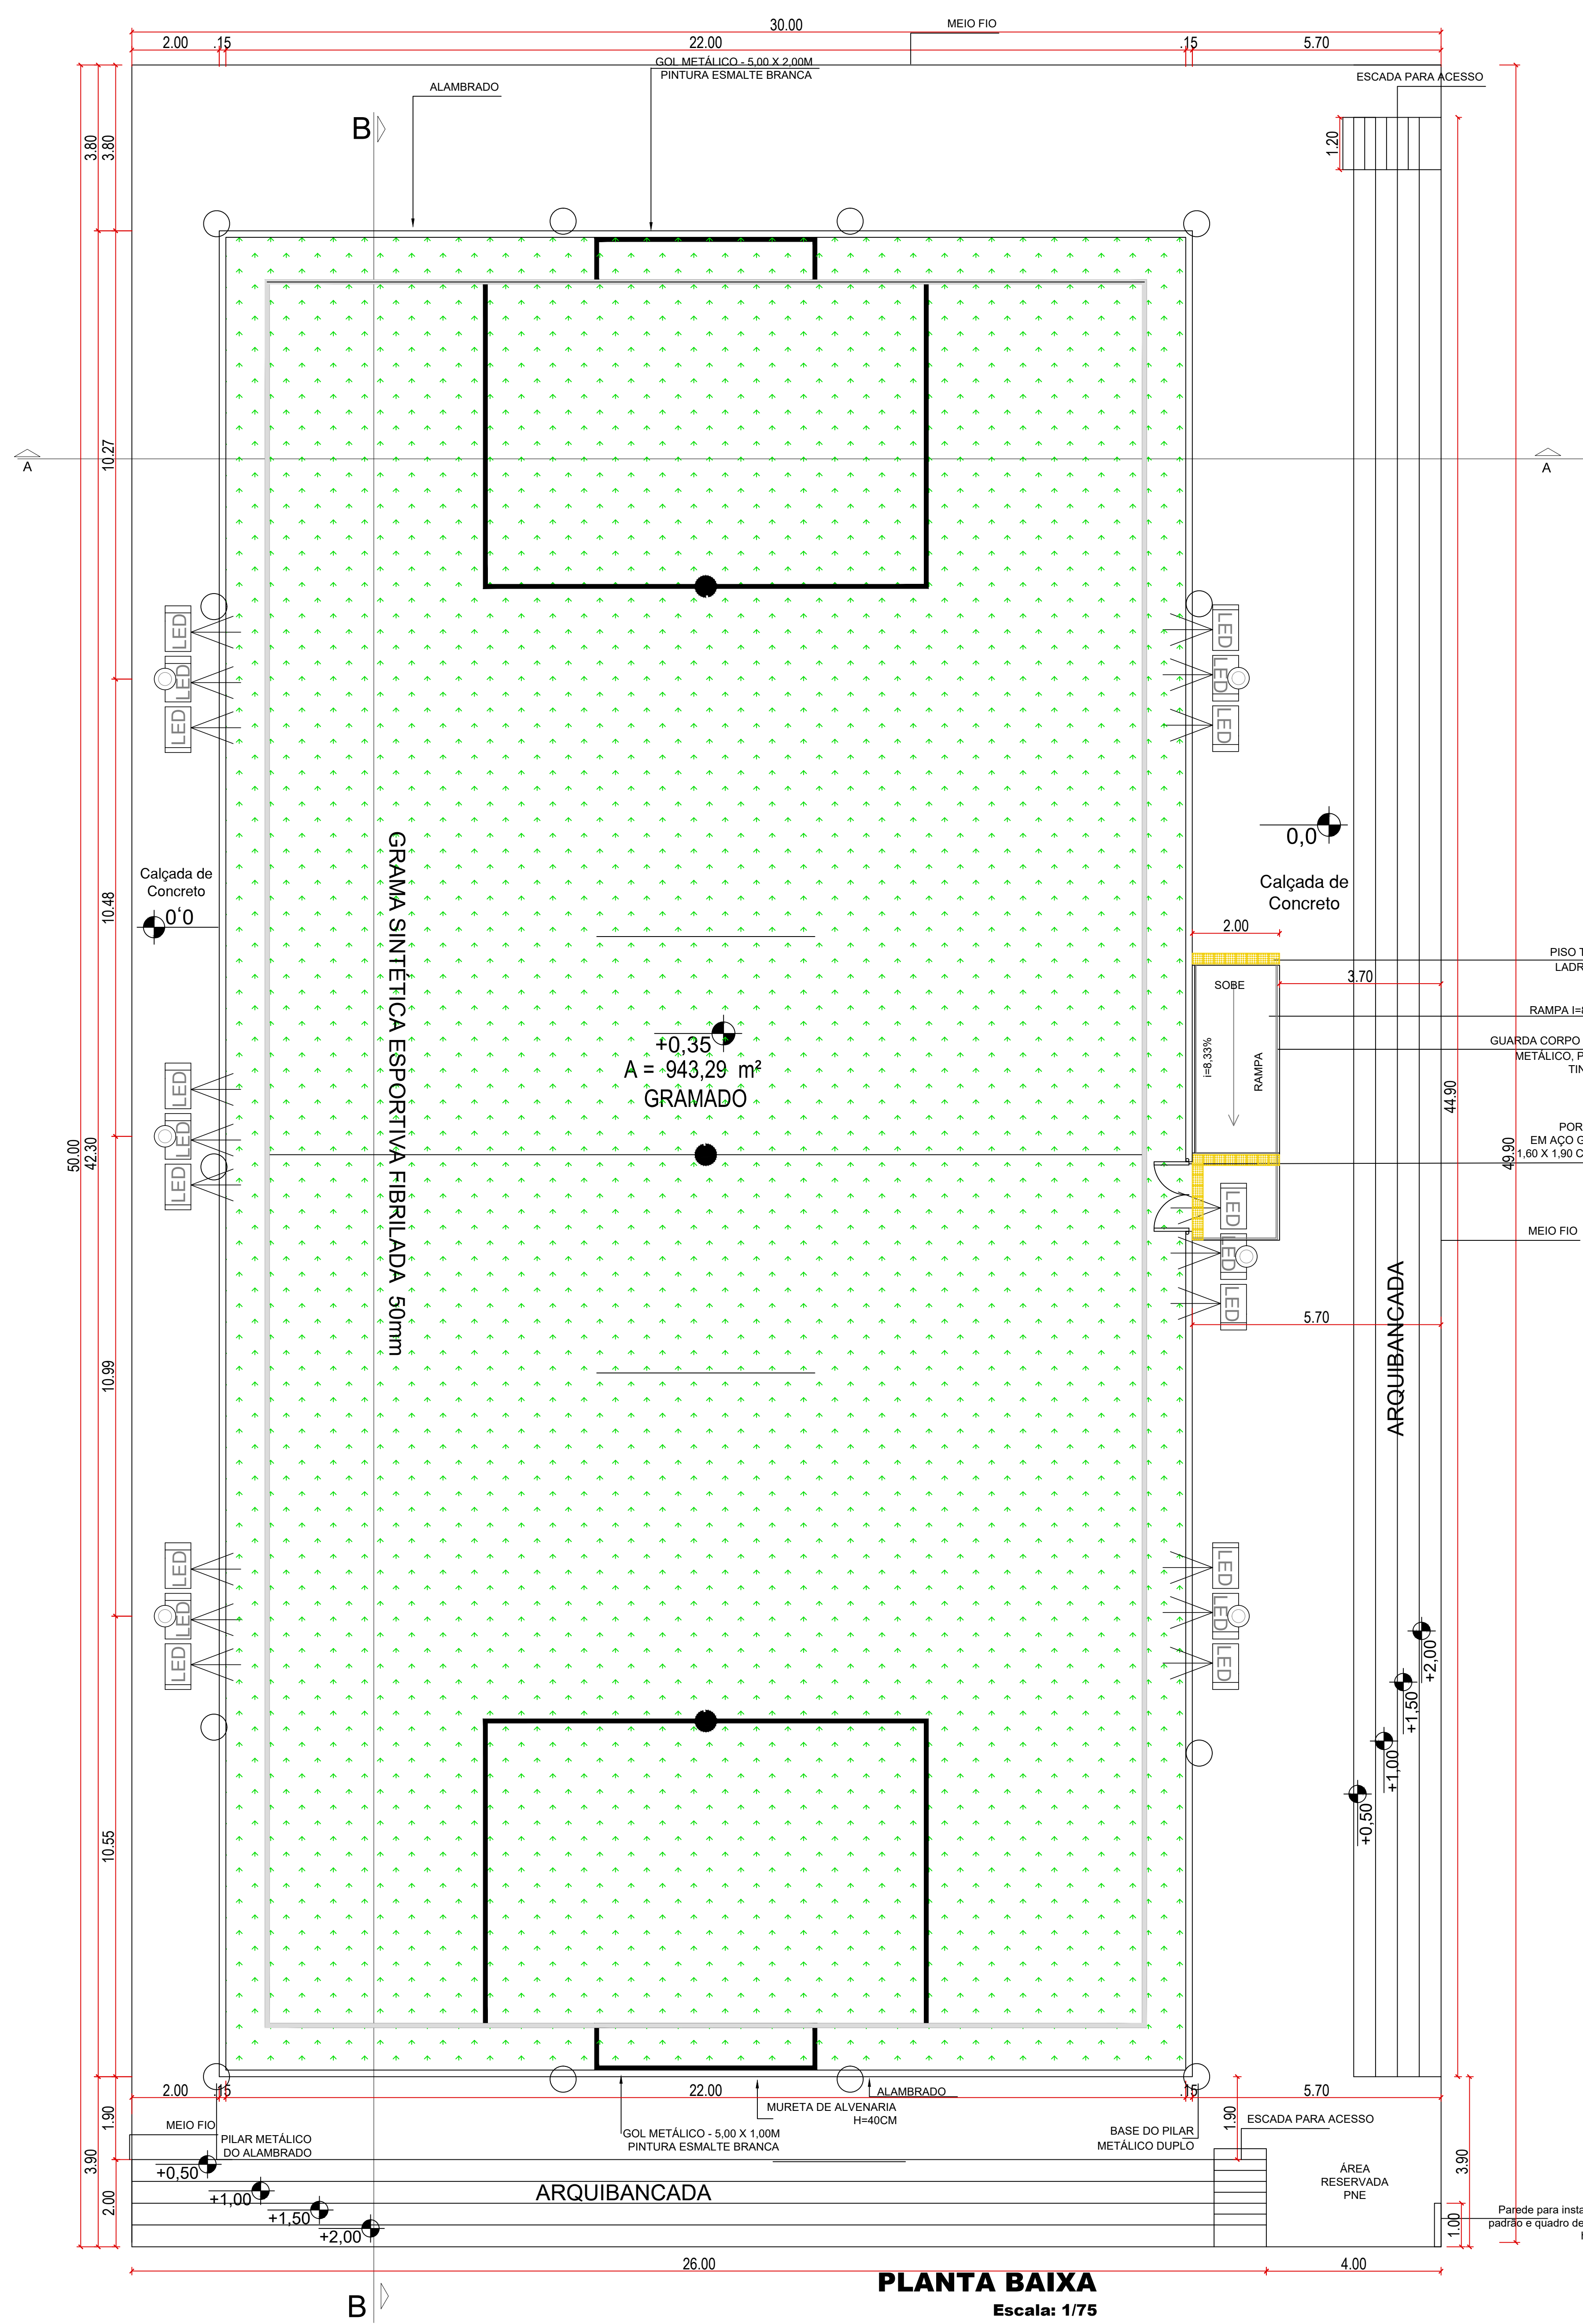 30.00
MEIO FIO
2.00
.15
22.00
.15
5.70
GOL METÁLICO - 5,00 X 2,00M
PINTURA ESMALTE BRANCA
ESCADA PARA ACESSO
ALAMBRADO
B
3.80
3.80
1.20
10.27
A
A
LED
LED
LED
LED
LED
LED
0,0
Calçada de
Concreto
Calçada de
Concreto
0,0
10.48
GRAMA SINTÉTICA ESPORTIVA FIBRILADA 50mm
2.00
PISO T
LADR
3.70
SOBE
RAMPA I=8
i=8,33%
RAMPA
GUARDA CORPO
METÁLICO, P
TIN
+0,35
A = 943,29 m²
GRAMADO
44.90
LED
LED
LED
50.00
42.30
POR
EM AÇO G
1,60 X 1,90 C
49.90
LED
LED
LED
MEIO FIO
5.70
ARQUIBANCADA
10.99
LED
LED
LED
LED
LED
LED
+2,00
+1,50
+1,00
+0,50
10.55
2.00
.15
22.00
.15
5.70
ALAMBRADO
MURETA DE ALVENARIA
H=40CM
1.90
MEIO FIO
PILAR METÁLICO
DO ALAMBRADO
GOL METÁLICO - 5,00 X 1,00M
PINTURA ESMALTE BRANCA
BASE DO PILAR
METÁLICO DUPLO
1.90
ESCADA PARA ACESSO
3.90
3.90
+0,50
+1,00
+1,50
+2,00
2.00
ARQUIBANCADA
ÁREA
RESERVADA
PNE
1.00
Parede para insta
padrão e quadro de
26.00
4.00
PLANTA BAIXA
Escala: 1/75
B